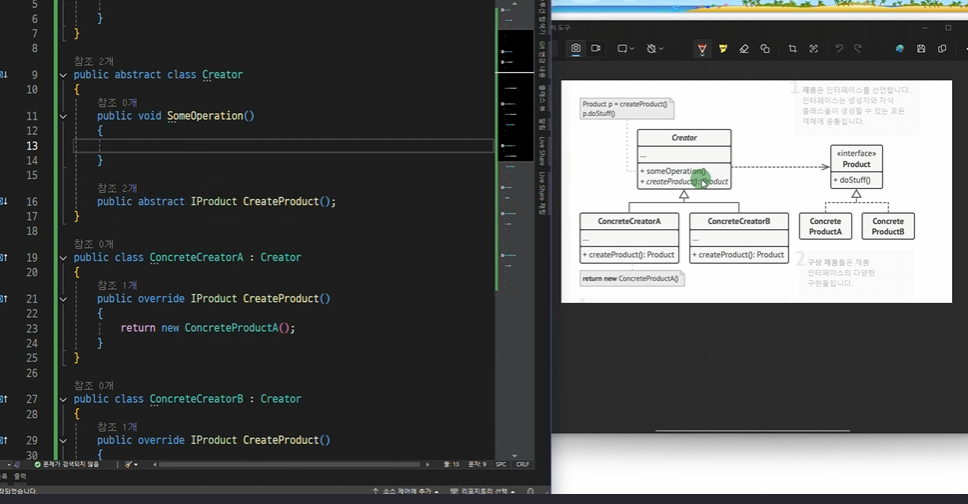 5
6 }
7 }
8
참조 2개
9 public abstract class Creator
10 {
참조 0개
11 public void SomeOperation()
12 {
13
14 }
15
참조 2개
16 public abstract IProduct CreateProduct();
17 }
18
참조 0개
19 public class ConcreteCreatorA : Creator
20 {
참조 1개
21 public override IProduct CreateProduct()
22 {
23 return new ConcreteProductA();
24 }
25 }
26
참조 0개
27 public class ConcreteCreatorB : Creator
28 {
참조 1개
29 public override IProduct CreateProduct()
30 {
문제가 검색되지 않음
줄: 13 문자: 9 SPC CRLF
출력
소스 제어에 추가 리포지토리 선택
Live Share
Live Share 채팅
도구
Product p = createProduct()
p.doStuff()
1 제품은 인터페이스를 선언합니다.
인터페이스는 생성자와 자식
클래스들이 생성할 수 있는 모든
객체에 공통입니다.
Creator
...
+ someOperation()
+ createProduct(): Product
«interface»
Product
+ doStuff()
ConcreteCreatorA
...
+ createProduct(): Product
ConcreteCreatorB
...
+ createProduct(): Product
Concrete
ProductA
Concrete
ProductB
return new ConcreteProductA()
2 구상 제품들은 제품
인터페이스의 다양한
구현들입니다.